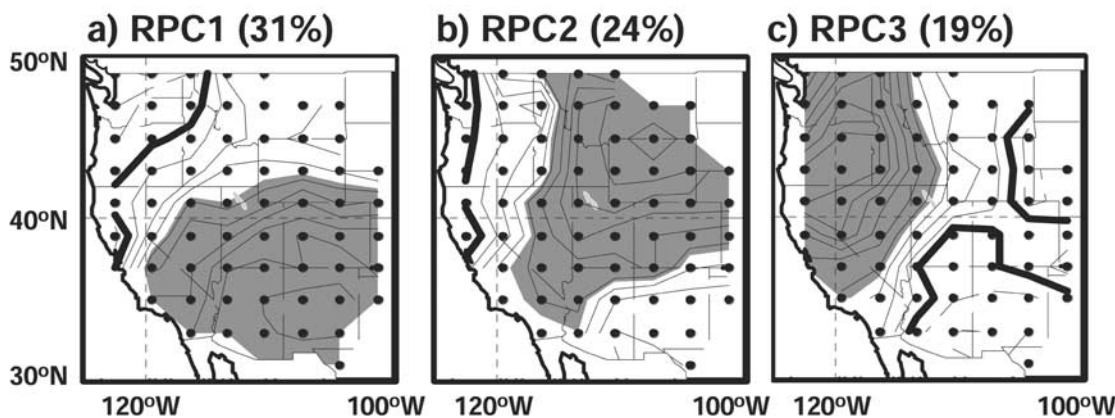 a) RPC1 (31%) b) RPC2 (24%) c) RPC3 (19%)
50ºN
40ºN
30ºN
120ºW 100ºW 120ºW 100ºW 120ºW 100ºW